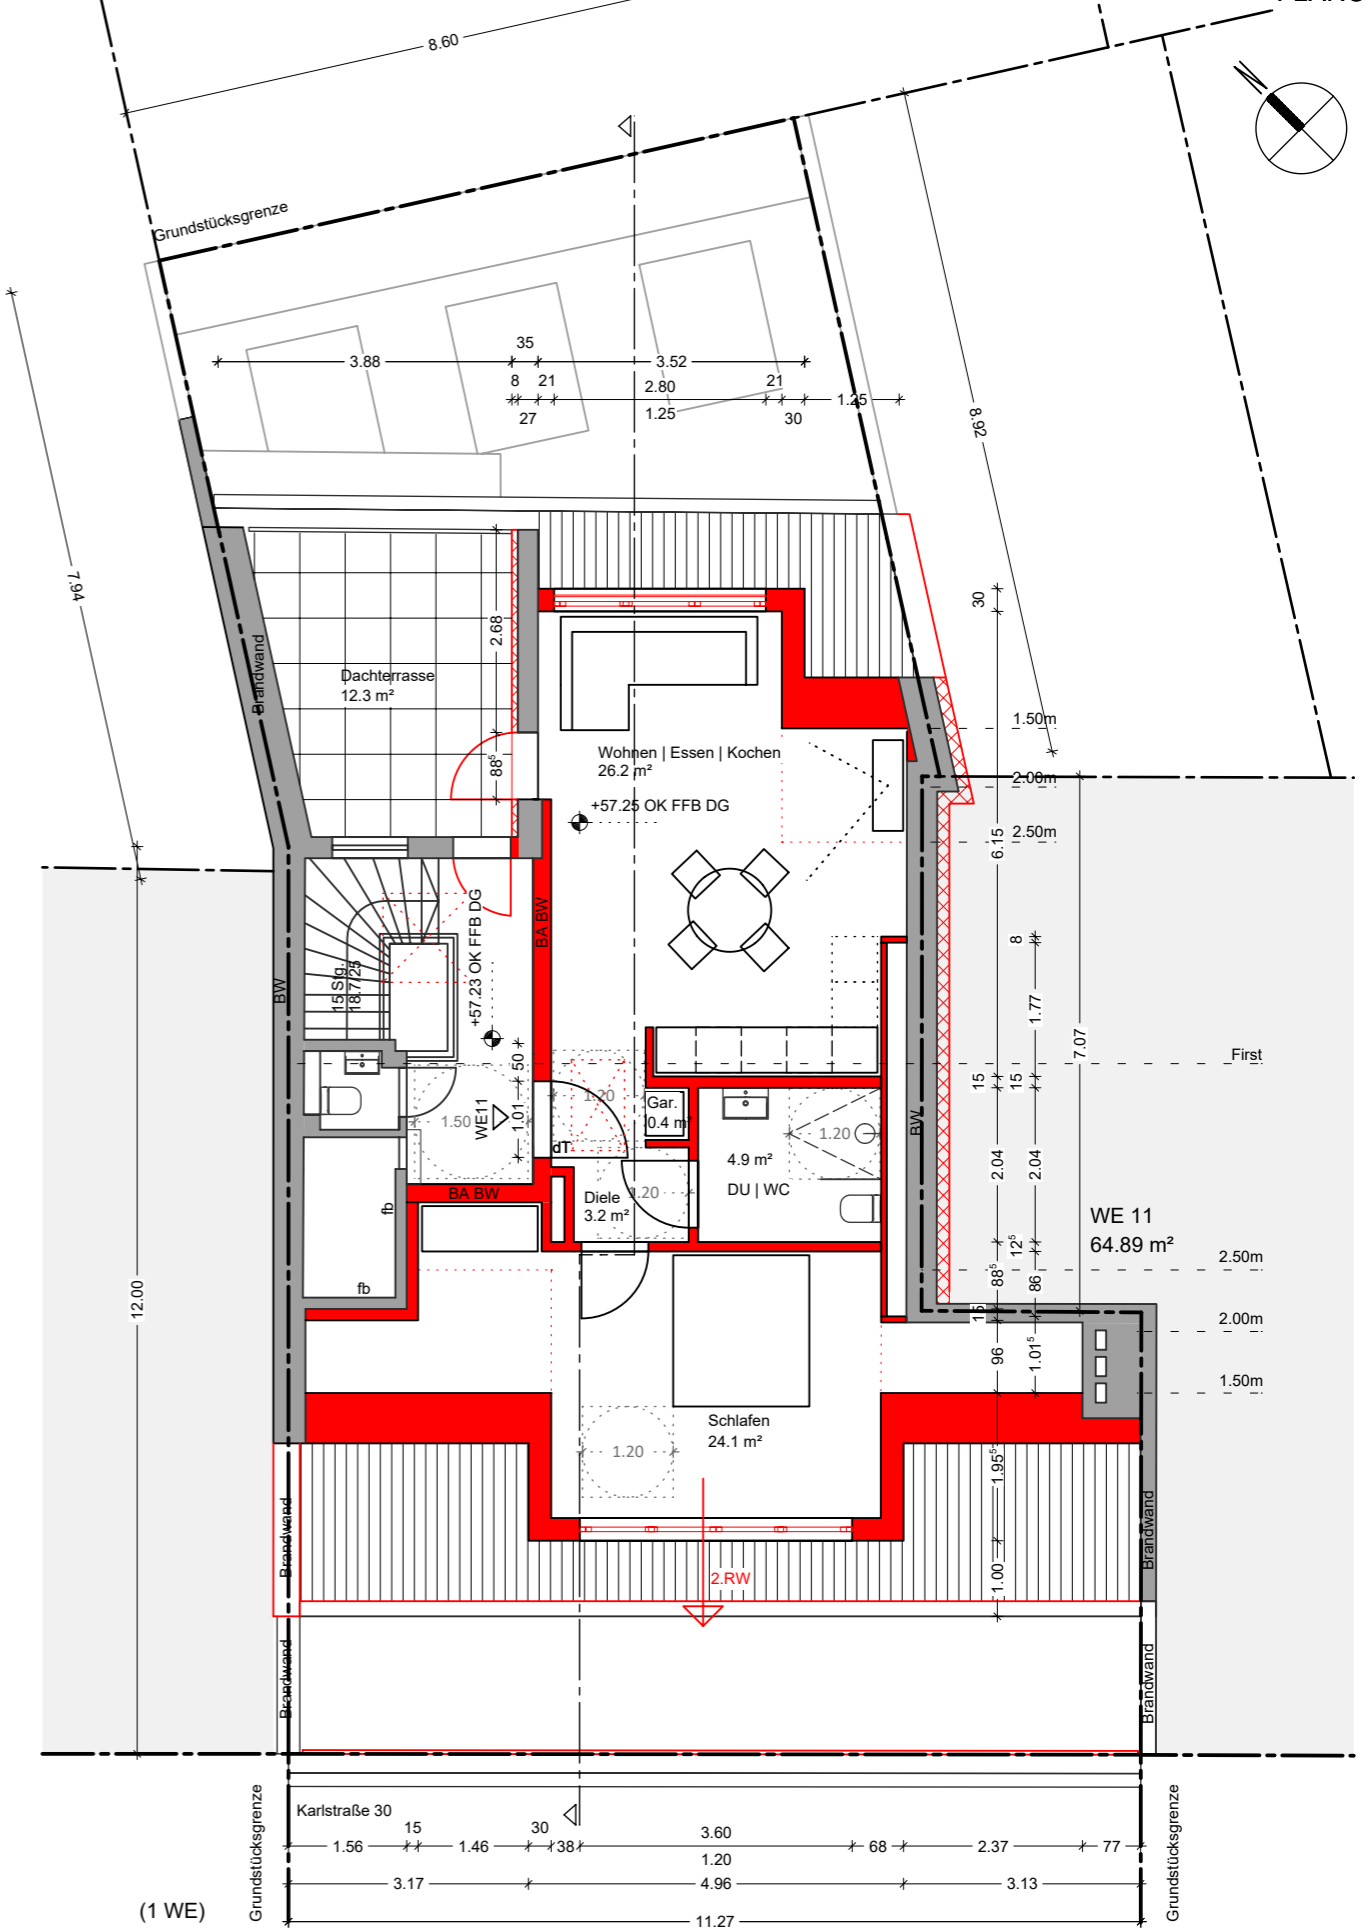 8.60
Grundstücksgrenze
35
3.88
3.52
8
21
2.80
21
27
1.25
30
1.25
8.92
7.94
30
2.68
Brandwand
Dachterrasse
12.3 m²
88⁵
Wohnen | Essen | Kochen
26.2 m²
+57.25 OK FFB DG
1.50m
2.00m
2.50m
6.15
BA BW
+57.23 OK FFB DG
15 Stg.
18.7/25
BW
8
1.77
7.07
First
50
1.01
15
15
1.20
Gar.
0.4 m²
1.50
WE11
dT
1.20
4.9 m²
DU | WC
BW
2.04
2.04
BA BW
Diele
3.2 m²
1.20
fb
fb
WE 11
64.89 m²
12⁵
2.50m
88⁵
86
15
2.00m
96
1.01⁵
1.50m
12.00
Schlafen
24.1 m²
1.20
1.95⁵
Brandwand
Brandwand
2.RW
1.00
Brandwand
Brandwand
Grundstücksgrenze
Karlstraße 30
Grundstücksgrenze
15
30
3.60
1.56
1.46
38
1.20
68
2.37
77
3.17
4.96
3.13
(1 WE)
11.27